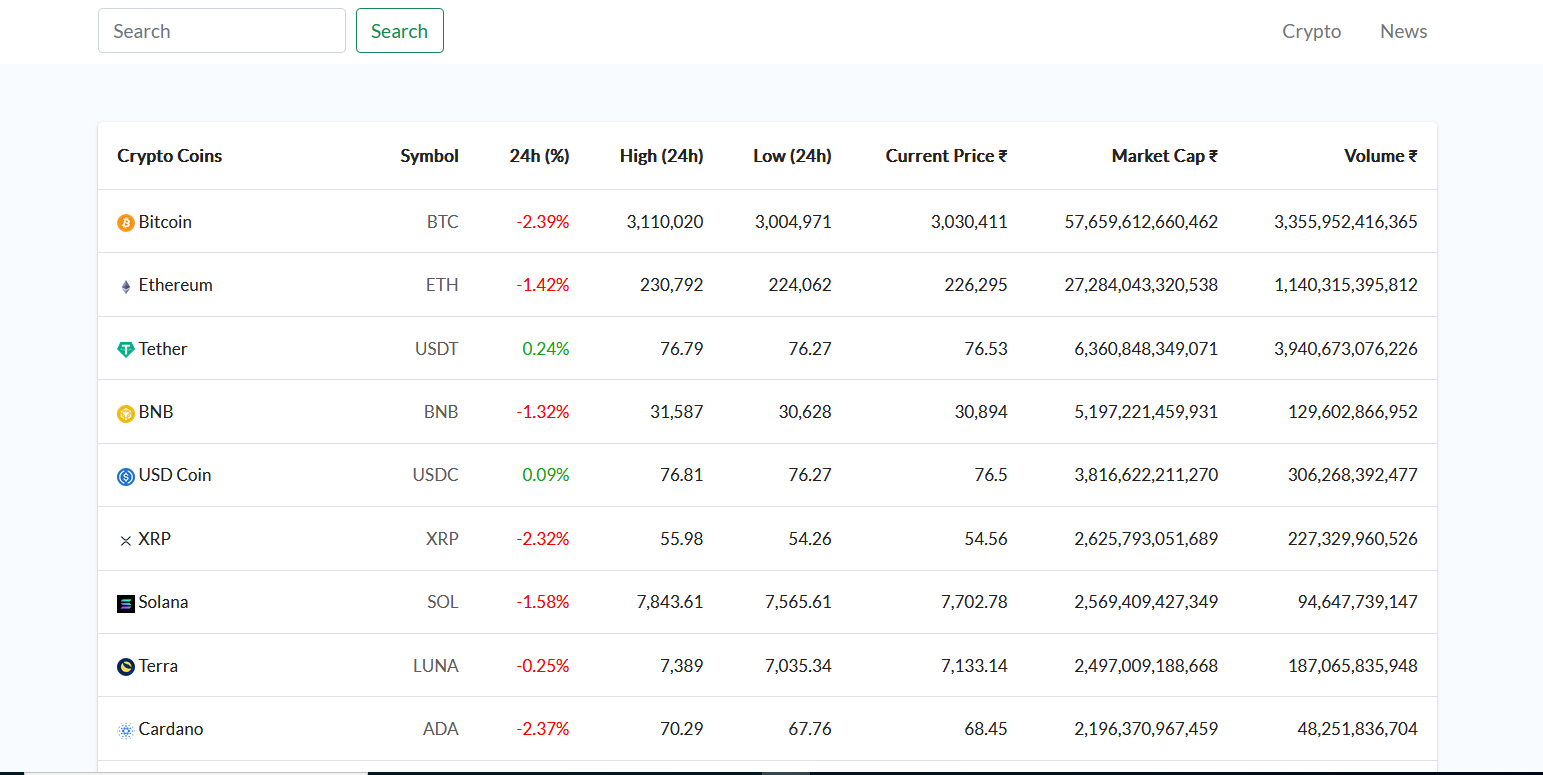 Search Search Crypto News
Crypto Coins Symbol 24h (%) High (24h) Low (24h) Current Price ₹ Market Cap ₹ Volume ₹
Bitcoin BTC -2.39% 3,110,020 3,004,971 3,030,411 57,659,612,660,462 3,355,952,416,365
Ethereum ETH -1.42% 230,792 224,062 226,295 27,284,043,320,538 1,140,315,395,812
Tether USDT 0.24% 76.79 76.27 76.53 6,360,848,349,071 3,940,673,076,226
BNB BNB -1.32% 31,587 30,628 30,894 5,197,221,459,931 129,602,866,952
USD Coin USDC 0.09% 76.81 76.27 76.5 3,816,622,211,270 306,268,392,477
XRP XRP -2.32% 55.98 54.26 54.56 2,625,793,051,689 227,329,960,526
Solana SOL -1.58% 7,843.61 7,565.61 7,702.78 2,569,409,427,349 94,647,739,147
Terra LUNA -0.25% 7,389 7,035.34 7,133.14 2,497,009,188,668 187,065,835,948
Cardano ADA -2.37% 70.29 67.76 68.45 2,196,370,967,459 48,251,836,704